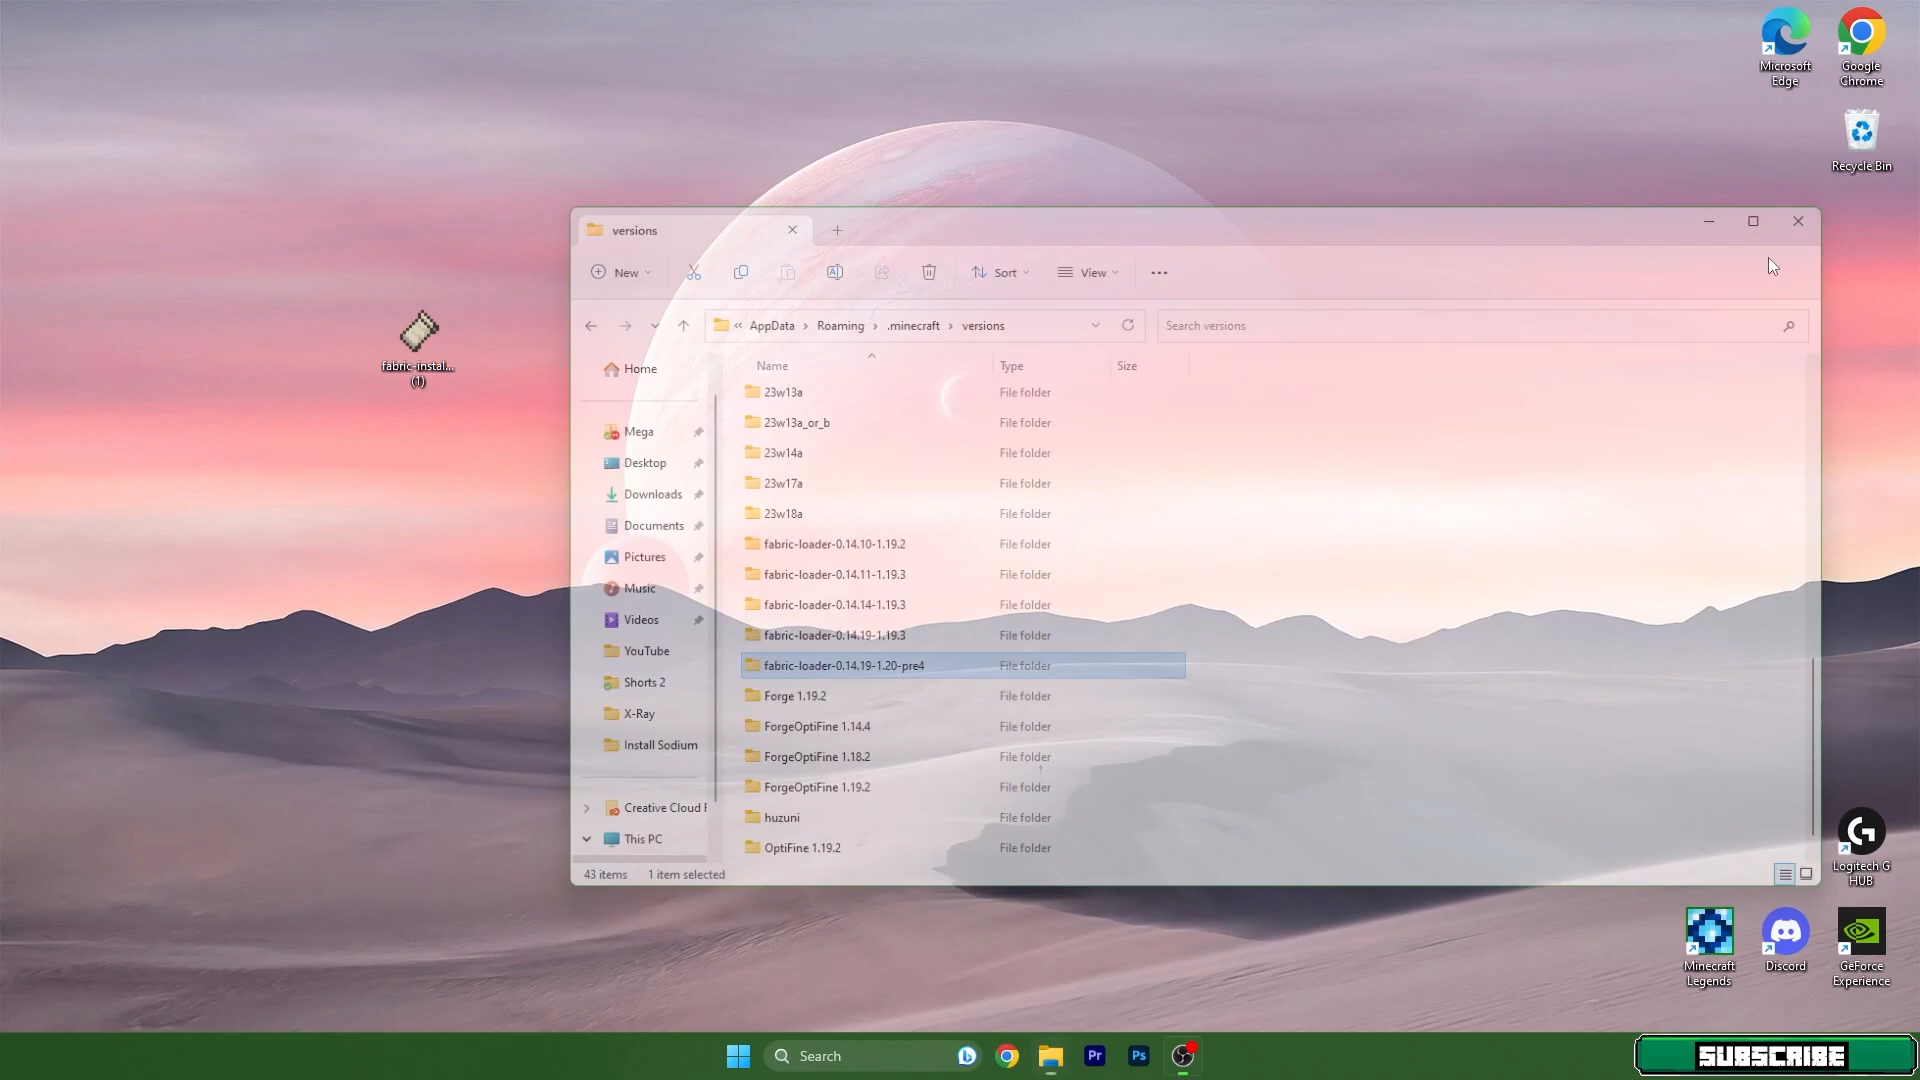 Microsoft
Edge
Google
Chrome
Recycle Bin
fabric-instal...
(1)
versions
New
Sort
View
« AppData › Roaming › .minecraft › versions
Search versions
Name
Type
Size
Home
Mega
Desktop
Downloads
Documents
Pictures
Music
Videos
YouTube
Shorts 2
X-Ray
Install Sodium
Creative Cloud F
This PC
23w13a File folder
23w13a_or_b File folder
23w14a File folder
23w17a File folder
23w18a File folder
fabric-loader-0.14.10-1.19.2 File folder
fabric-loader-0.14.11-1.19.3 File folder
fabric-loader-0.14.14-1.19.3 File folder
fabric-loader-0.14.19-1.19.3 File folder
fabric-loader-0.14.19-1.20-pre4 File folder
Forge 1.19.2 File folder
ForgeOptiFine 1.14.4 File folder
ForgeOptiFine 1.18.2 File folder
ForgeOptiFine 1.19.2 File folder
huzuni File folder
OptiFine 1.19.2 File folder
43 items 1 item selected
Logitech G
HUB
Minecraft
Legends
Discord
GeForce
Experience
Search
Pr
Ps
SUBSCRIBE